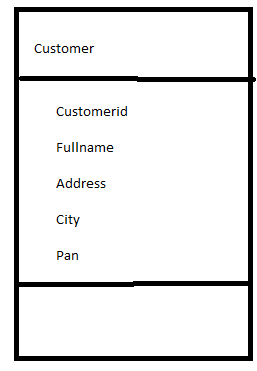 Customer
Customerid
Fullname
Address
City
Pan